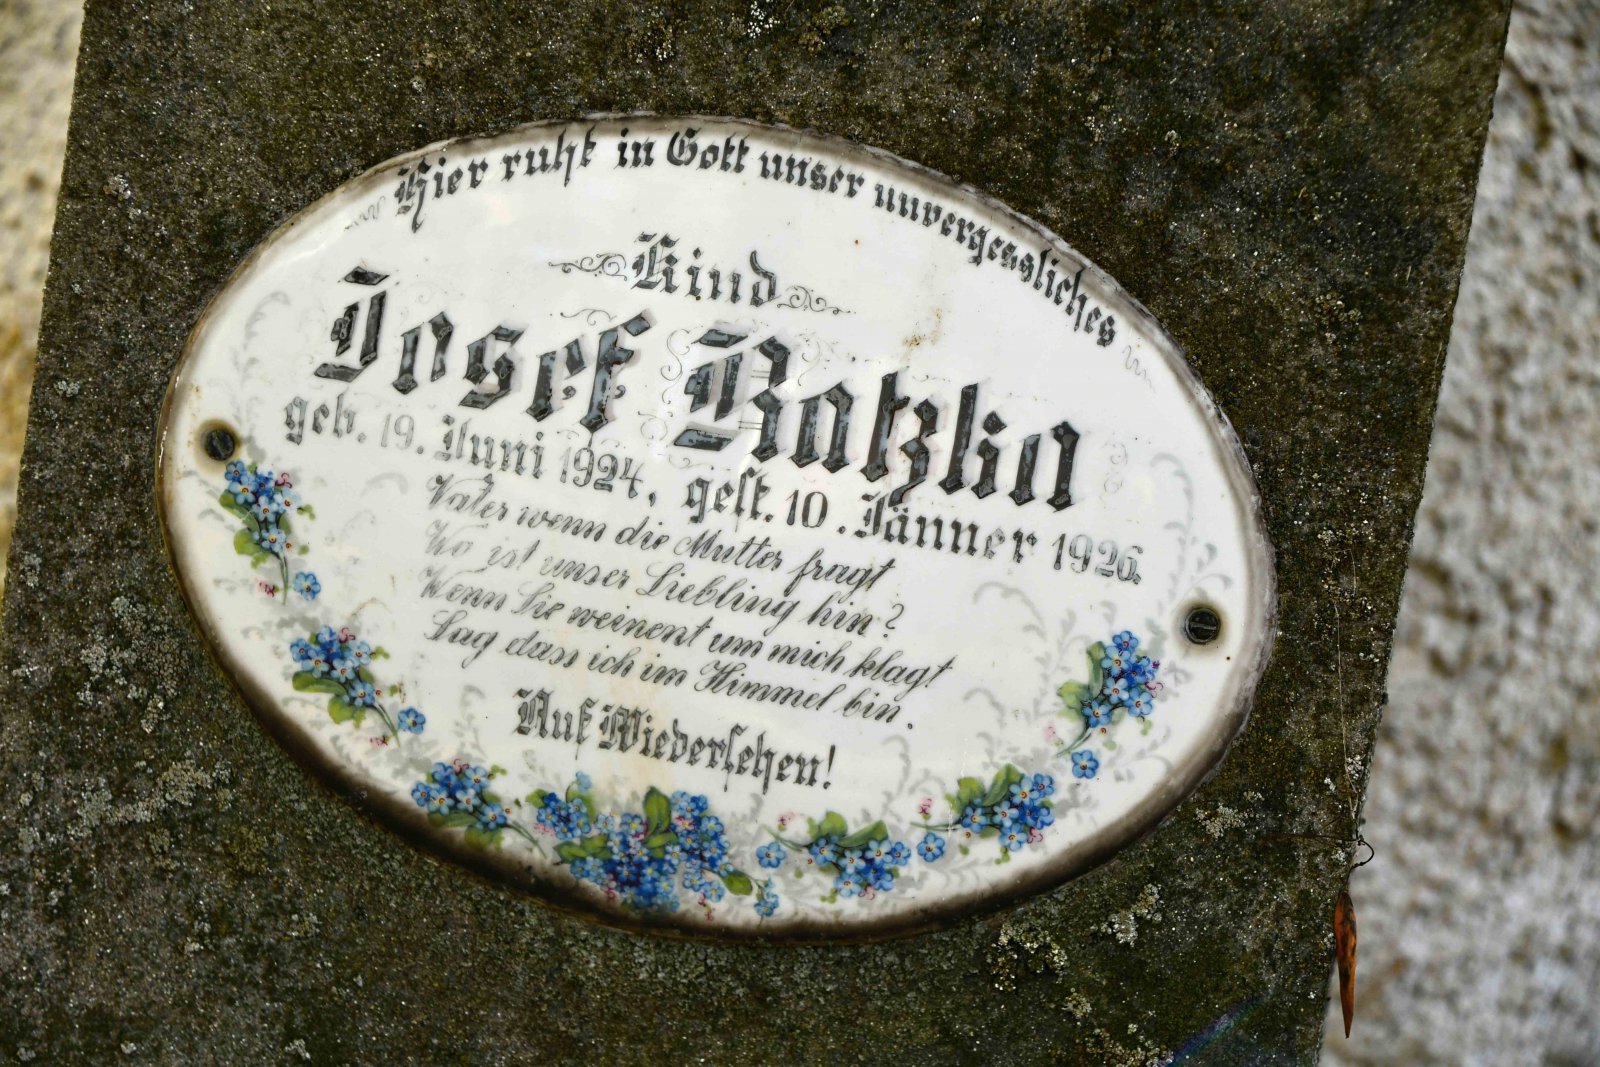 Hier ruht in Gott unser unvergessliches
Kind
Josef Ratzka
geb. 19. Juni 1924, gest. 10. Jänner 1926.
Vater wenn die Mutter fragt
Wo ist unser Liebling hin?
Wenn Sie weinent um mich klagt
Sag dass ich im Himmel bin.
Auf Wiedersehen!